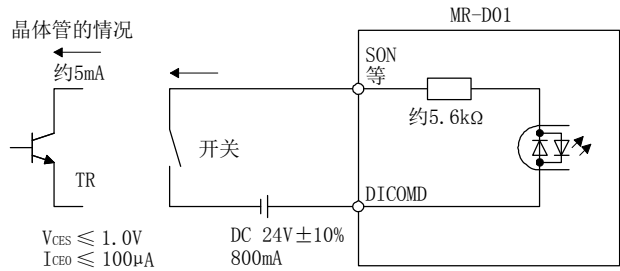 MR-D01
晶体管的情况
约5mA
SON
等
约5.6kΩ
开关
TR
DICOMD
VCES ≤ 1.0V
ICEO ≤ 100μA
DC 24V±10%
800mA